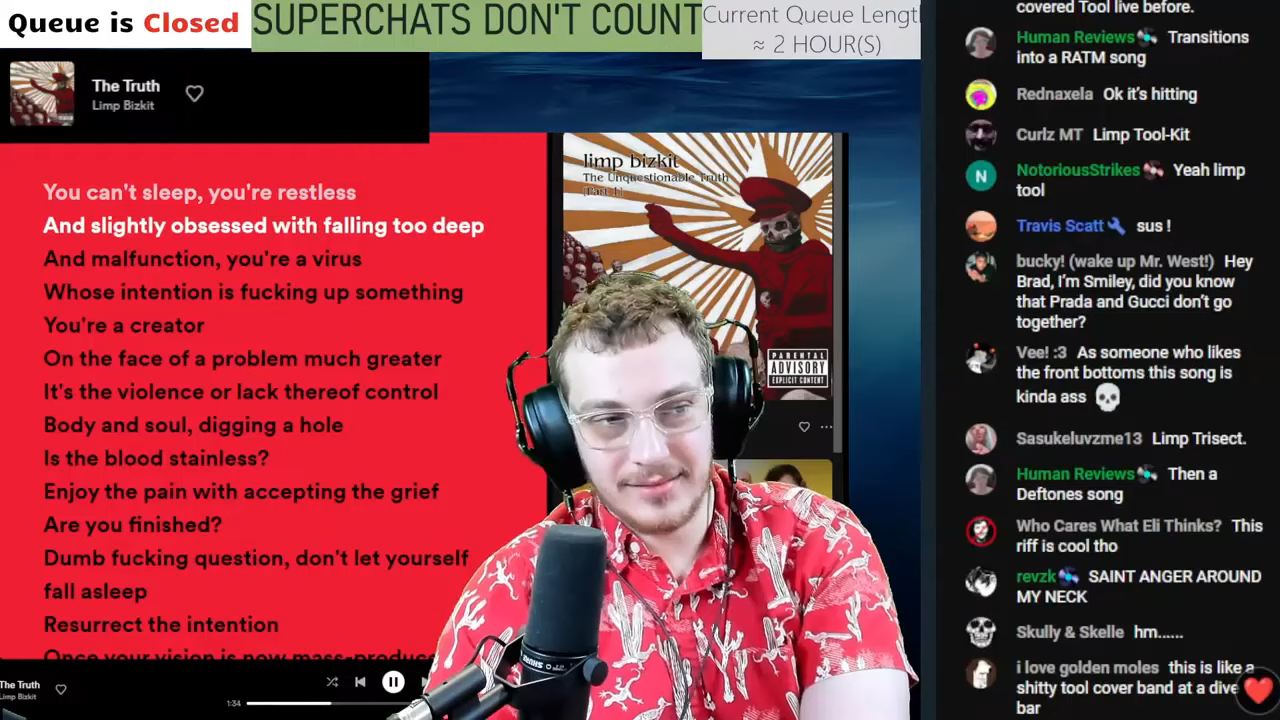 Queue is Closed
SUPERCHATS DON'T COUNT
Current Queue Lengt
≈ 2 HOUR(S)
The Truth
Limp Bizkit
You can't sleep, you're restless
And slightly obsessed with falling too deep
And malfunction, you're a virus
Whose intention is fucking up something
You're a creator
On the face of a problem much greater
It's the violence or lack thereof control
Body and soul, digging a hole
Is the blood stainless?
Enjoy the pain with accepting the grief
Are you finished?
Dumb fucking question, don't let yourself
fall asleep
Resurrect the intention
Once your vision is now mass-produce
limp bizkit
The Unquestionable Truth
(Part 1)
PARENTAL
ADVISORY
EXPLICIT CONTENT
The Truth
Limp Bizkit
1:34
SHURE
covered Tool live before.
Human Reviews Transitions
into a RATM song
Rednaxela Ok it's hitting
Curlz MT Limp Tool-Kit
N
NotoriousStrikes Yeah limp
tool
Travis Scatt sus !
bucky! (wake up Mr. West!) Hey
Brad, I'm Smiley, did you know
that Prada and Gucci don't go
together?
Vee! :3 As someone who likes
the front bottoms this song is
kinda ass 💀
Sasukeluvzme13 Limp Trisect.
Human Reviews Then a
Deftones song
Who Cares What Eli Thinks? This
riff is cool tho
revzk SAINT ANGER AROUND
MY NECK
Skully & Skelle hm......
i love golden moles this is like a
shitty tool cover band at a dive
bar